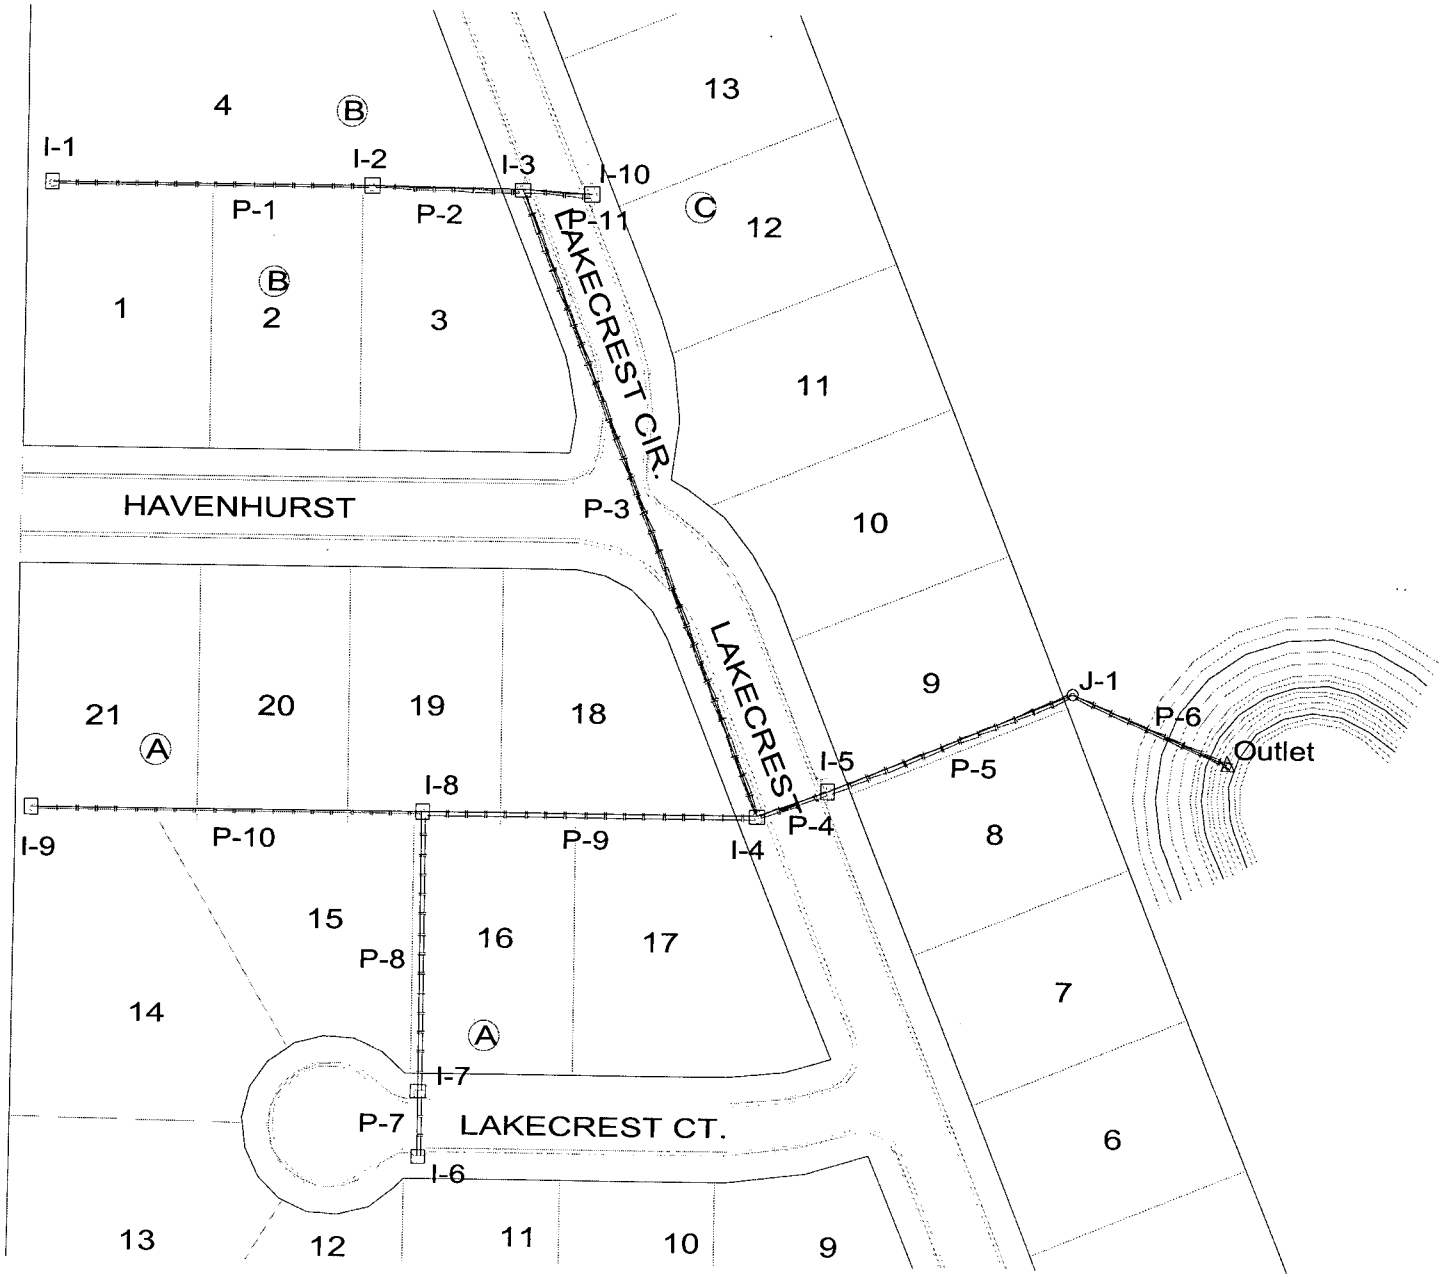 13
4
B
I-1
I-2
I-3
I-10
P-1
P-2
P-11
C
12
B
1
2
3
LAKECREST CIR.
11
HAVENHURST
P-3
10
LAKECREST
9
J-1
P-6
Outlet
21
20
19
18
A
I-5
P-5
I-8
P-4
I-9
P-10
P-9
I-4
8
15
16
17
P-8
7
14
A
I-7
P-7
LAKECREST CT.
6
I-6
13
12
11
10
9